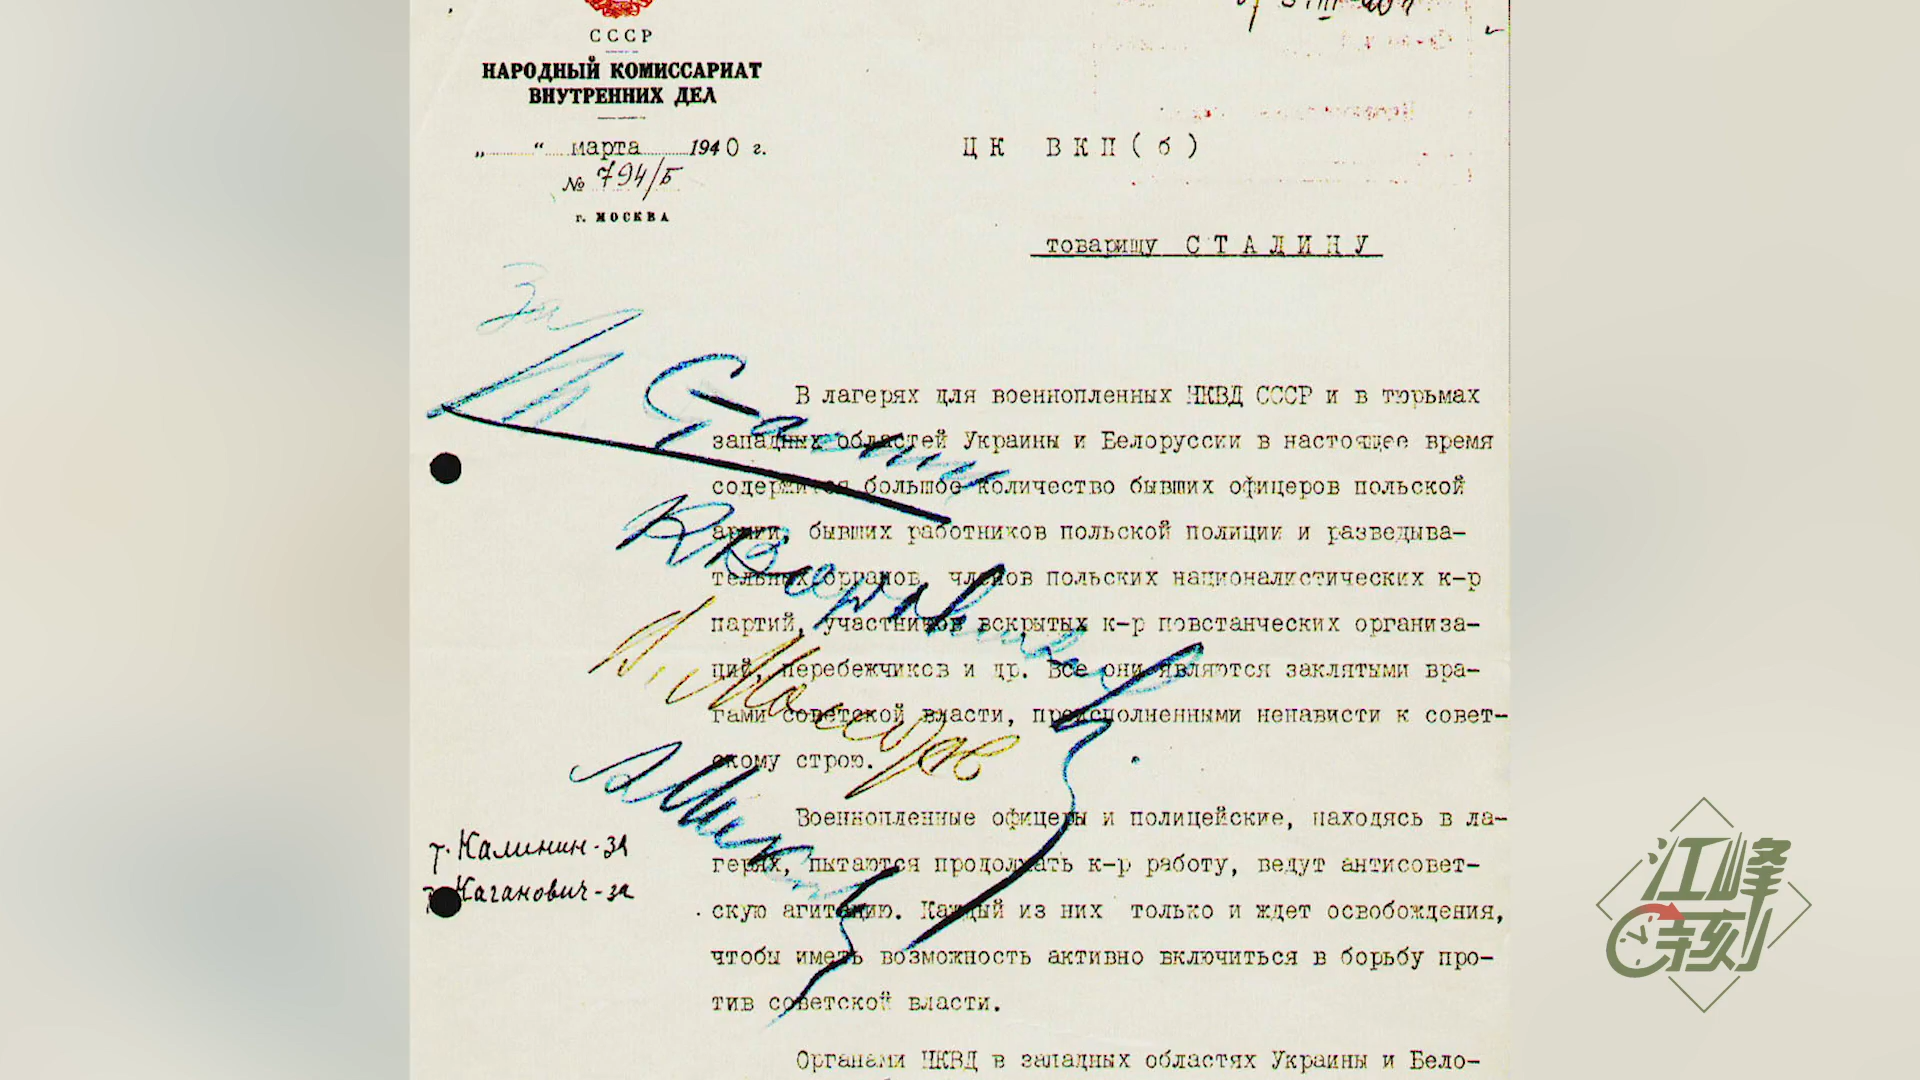 СССР
НАРОДНЫЙ КОМИССАРИАТ
ВНУТРЕННИХ ДЕЛ
„ “ марта 1940 г.
№ 794/Б
г. МОСКВА
ЦК ВКП(б)
товарищу СТАЛИНУ
За
И Сталин
К Ворошилов.
В. Молотов
А Микоян
т. Калинин-за
т. Каганович-за
В лагерях для военнопленных НКВД СССР и в тюрьмах
западных областей Украины и Белоруссии в настоящее время
содержится большое количество бывших офицеров польской
армии, бывших работников польской полиции и разведыва-
тельных органов, членов польских националистических к-р
партий, участников вскрытых к-р повстанческих организа-
ций, перебежчиков и др. Все они являются заклятыми вра-
гами советской власти, преисполненными ненависти к совет-
скому строю.
Военнопленные офицеры и полицейские, находясь в ла-
герях, пытаются продолжать к-р работу, ведут антисовет-
скую агитацию. Каждый из них только и ждет освобождения,
чтобы иметь возможность активно включиться в борьбу про-
тив советской власти.
Органами НКВД в западных областях Украины и Бело-
江峰
时刻